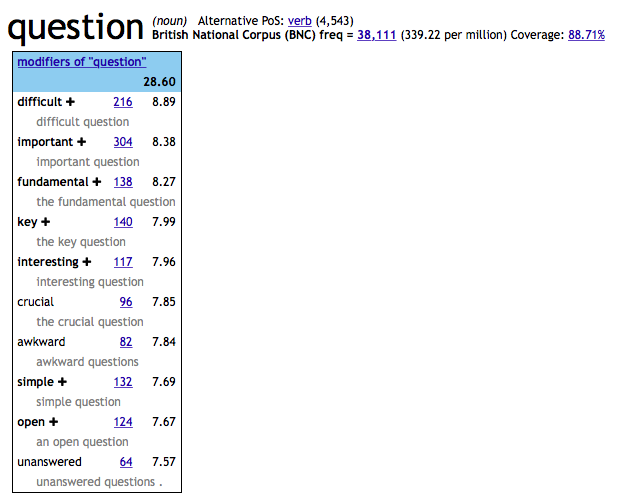 question (noun) Alternative PoS: verb (4,543)
British National Corpus (BNC) freq = 38,111 (339.22 per million) Coverage: 88.71%
modifiers of "question"
28.60
difficult + 216 8.89
difficult question
important + 304 8.38
important question
fundamental + 138 8.27
the fundamental question
key + 140 7.99
the key question
interesting + 117 7.96
interesting question
crucial 96 7.85
the crucial question
awkward 82 7.84
awkward questions
simple + 132 7.69
simple question
open + 124 7.67
an open question
unanswered 64 7.57
unanswered questions .